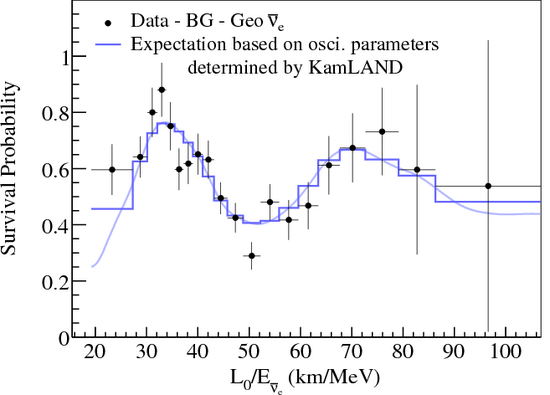 Data - BG - Geo ν̅ₑ
Expectation based on osci. parameters
determined by KamLAND
1
0.8
0.6
0.4
0.2
0
Survival Probability
20 30 40 50 60 70 80 90 100
L₀/E_ν̅ₑ (km/MeV)